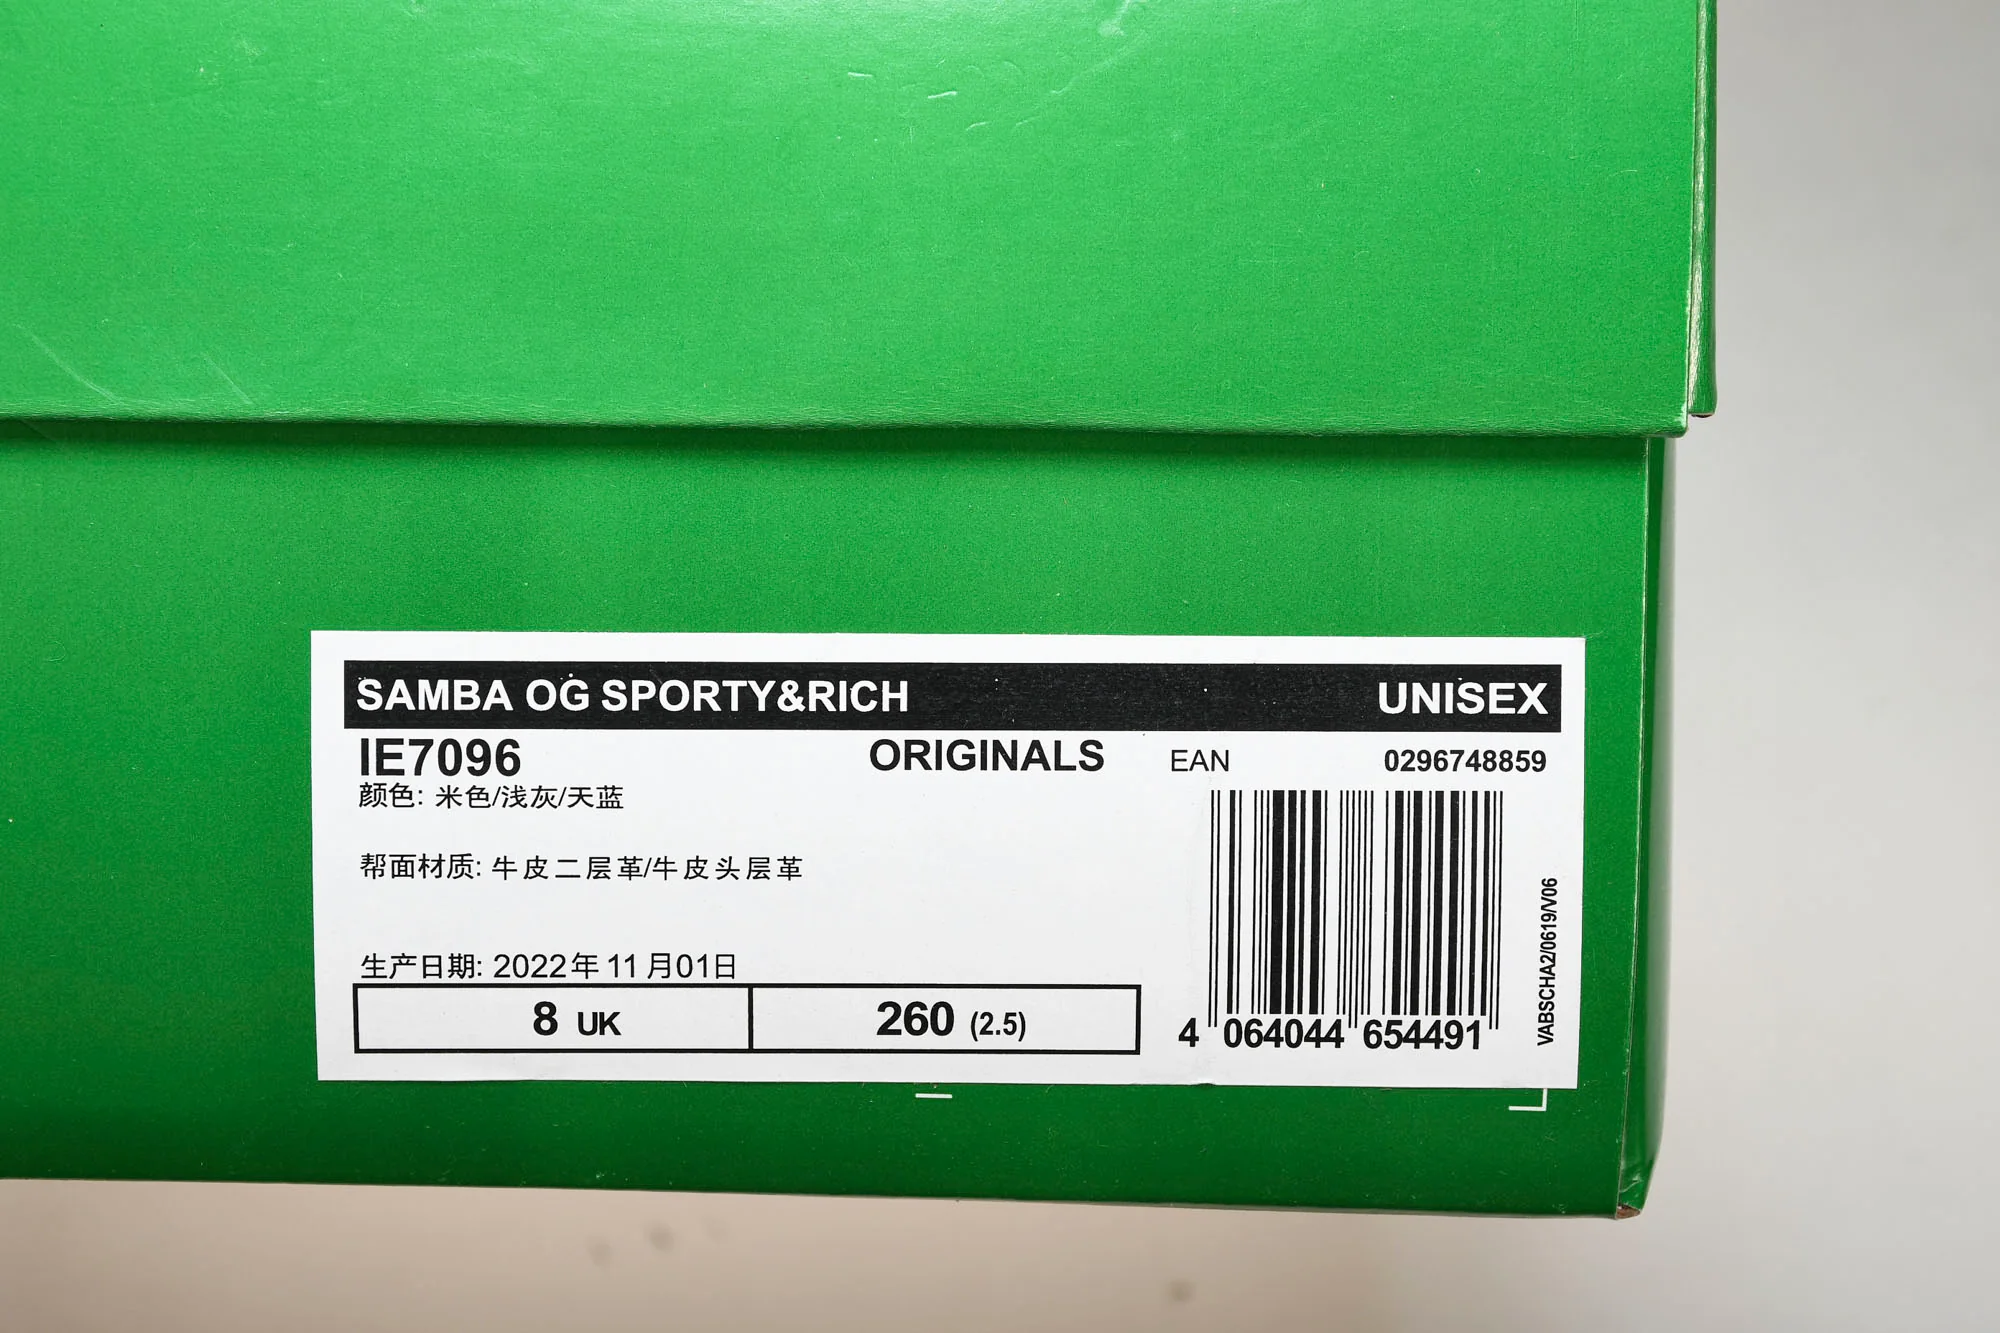 SAMBA OG SPORTY&RICH UNISEX
IE7096 ORIGINALS EAN 0296748859
颜色: 米色/浅灰/天蓝
帮面材质: 牛皮二层革/牛皮头层革
生产日期: 2022年11月01日
8 UK 260 (2.5)
4 064044 654491
VABSCHA2/0619/V06